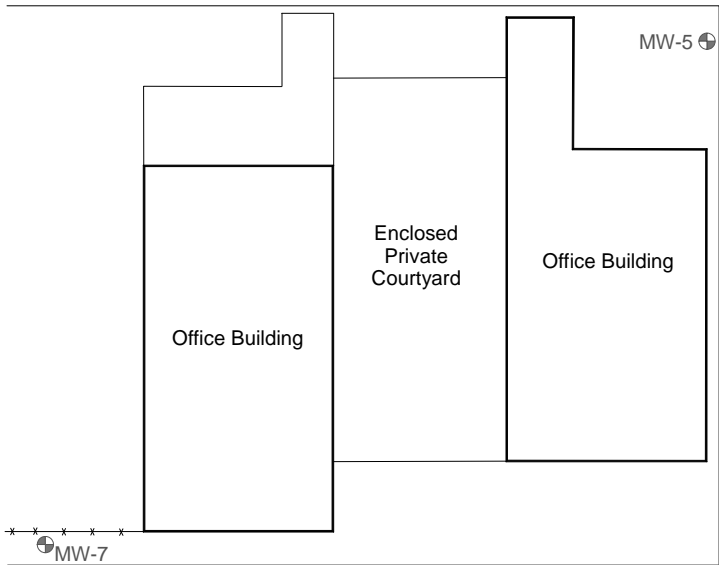 MW-5
Enclosed
Private
Courtyard
Office Building
Office Building
MW-7